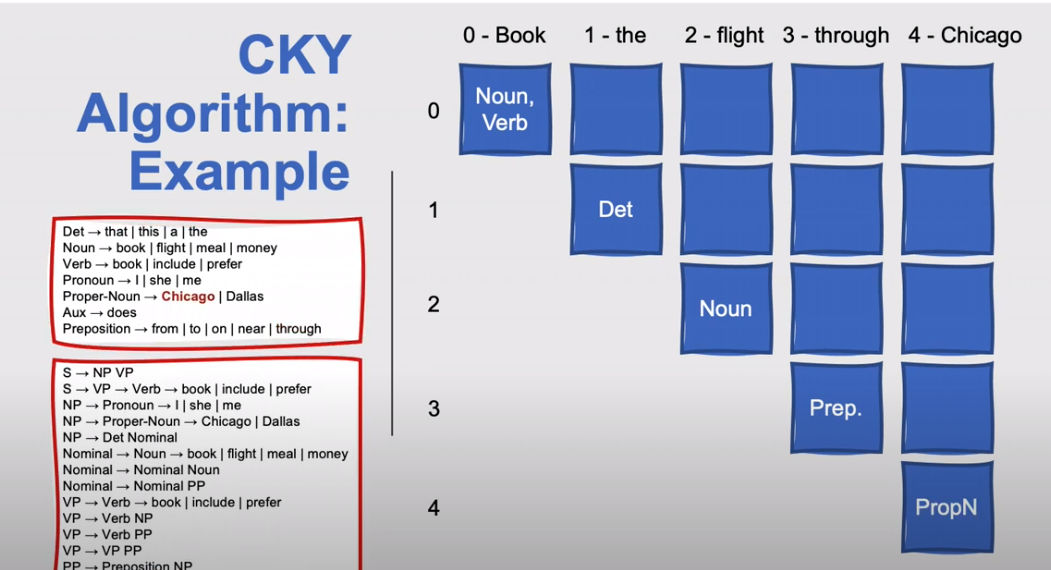 CKY
Algorithm:
Example
Det → that | this | a | the
Noun → book | flight | meal | money
Verb → book | include | prefer
Pronoun → I | she | me
Proper-Noun → Chicago | Dallas
Aux → does
Preposition → from | to | on | near | through
S → NP VP
S → VP → Verb → book | include | prefer
NP → Pronoun → I | she | me
NP → Proper-Noun → Chicago | Dallas
NP → Det Nominal
Nominal → Noun → book | flight | meal | money
Nominal → Nominal Noun
Nominal → Nominal PP
VP → Verb → book | include | prefer
VP → Verb NP
VP → Verb PP
VP → VP PP
PP → Preposition NP
0 - Book 1 - the 2 - flight 3 - through 4 - Chicago
0 Noun,
Verb
1 Det
2 Noun
3 Prep.
4 PropN